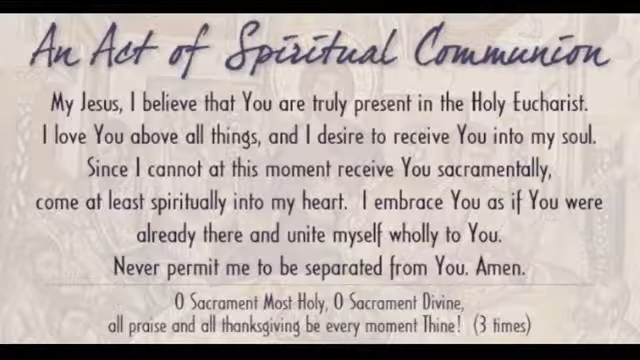 An Act of Spiritual Communion
My Jesus, I believe that You are truly present in the Holy Eucharist.
I love You above all things, and I desire to receive You into my soul.
Since I cannot at this moment receive You sacramentally,
come at least spiritually into my heart. I embrace You as if You were
already there and unite myself wholly to You.
Never permit me to be separated from You. Amen.
O Sacrament Most Holy, O Sacrament Divine,
all praise and all thanksgiving be every moment Thine! (3 times)